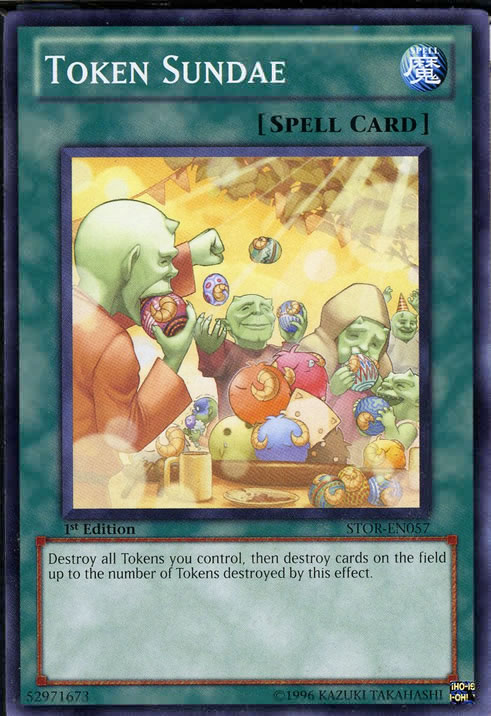 TOKEN SUNDAE
SPELL
魔
[SPELL CARD]
1st Edition
STOR-EN057
Destroy all Tokens you control, then destroy cards on the field
up to the number of Tokens destroyed by this effect.
52971673
©1996 KAZUKI TAKAHASHI